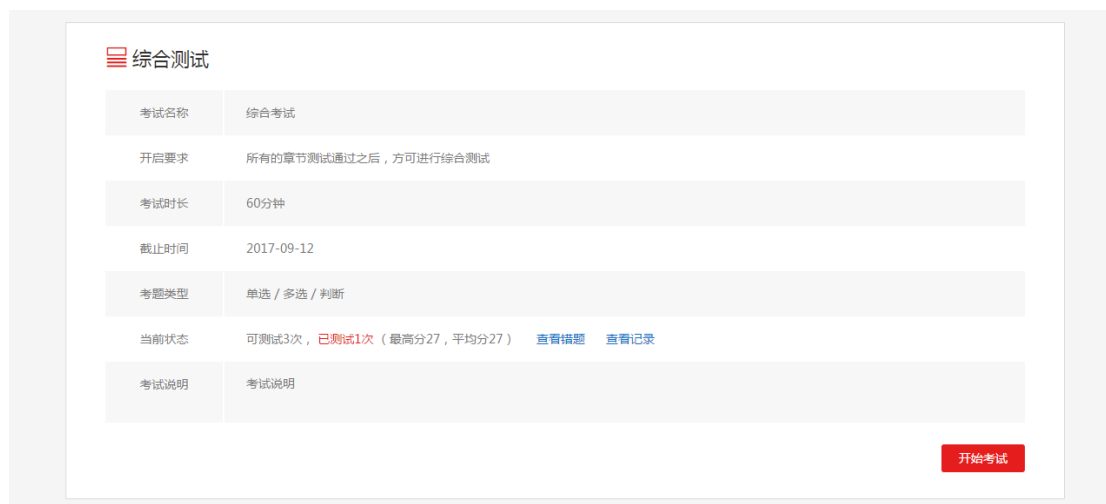 综合测试
考试名称 综合考试
开启要求 所有的章节测试通过之后，方可进行综合测试
考试时长 60分钟
截止时间 2017-09-12
考题类型 单选 / 多选 / 判断
当前状态 可测试3次，已测试1次（最高分27，平均分27） 查看错题 查看记录
考试说明 考试说明
开始考试